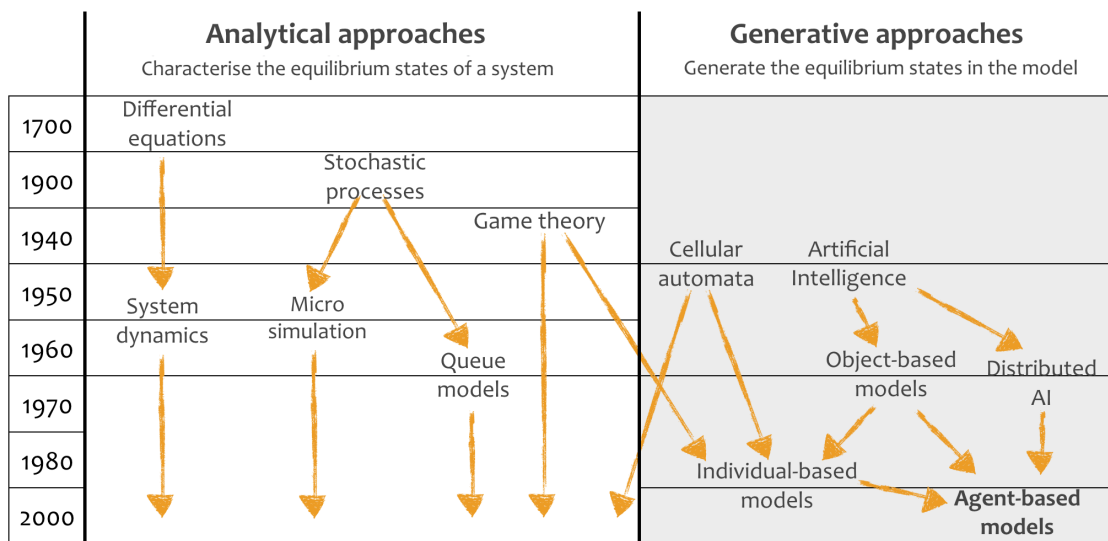 Analytical approaches
Characterise the equilibrium states of a system
Generative approaches
Generate the equilibrium states in the model
1700
Differential
equations
1900
Stochastic
processes
1940
Game theory
Cellular
automata
Artificial
Intelligence
1950
System
dynamics
Micro
simulation
1960
Queue
models
Object-based
models
Distributed
AI
1970
1980
Individual-based
models
2000
Agent-based
models